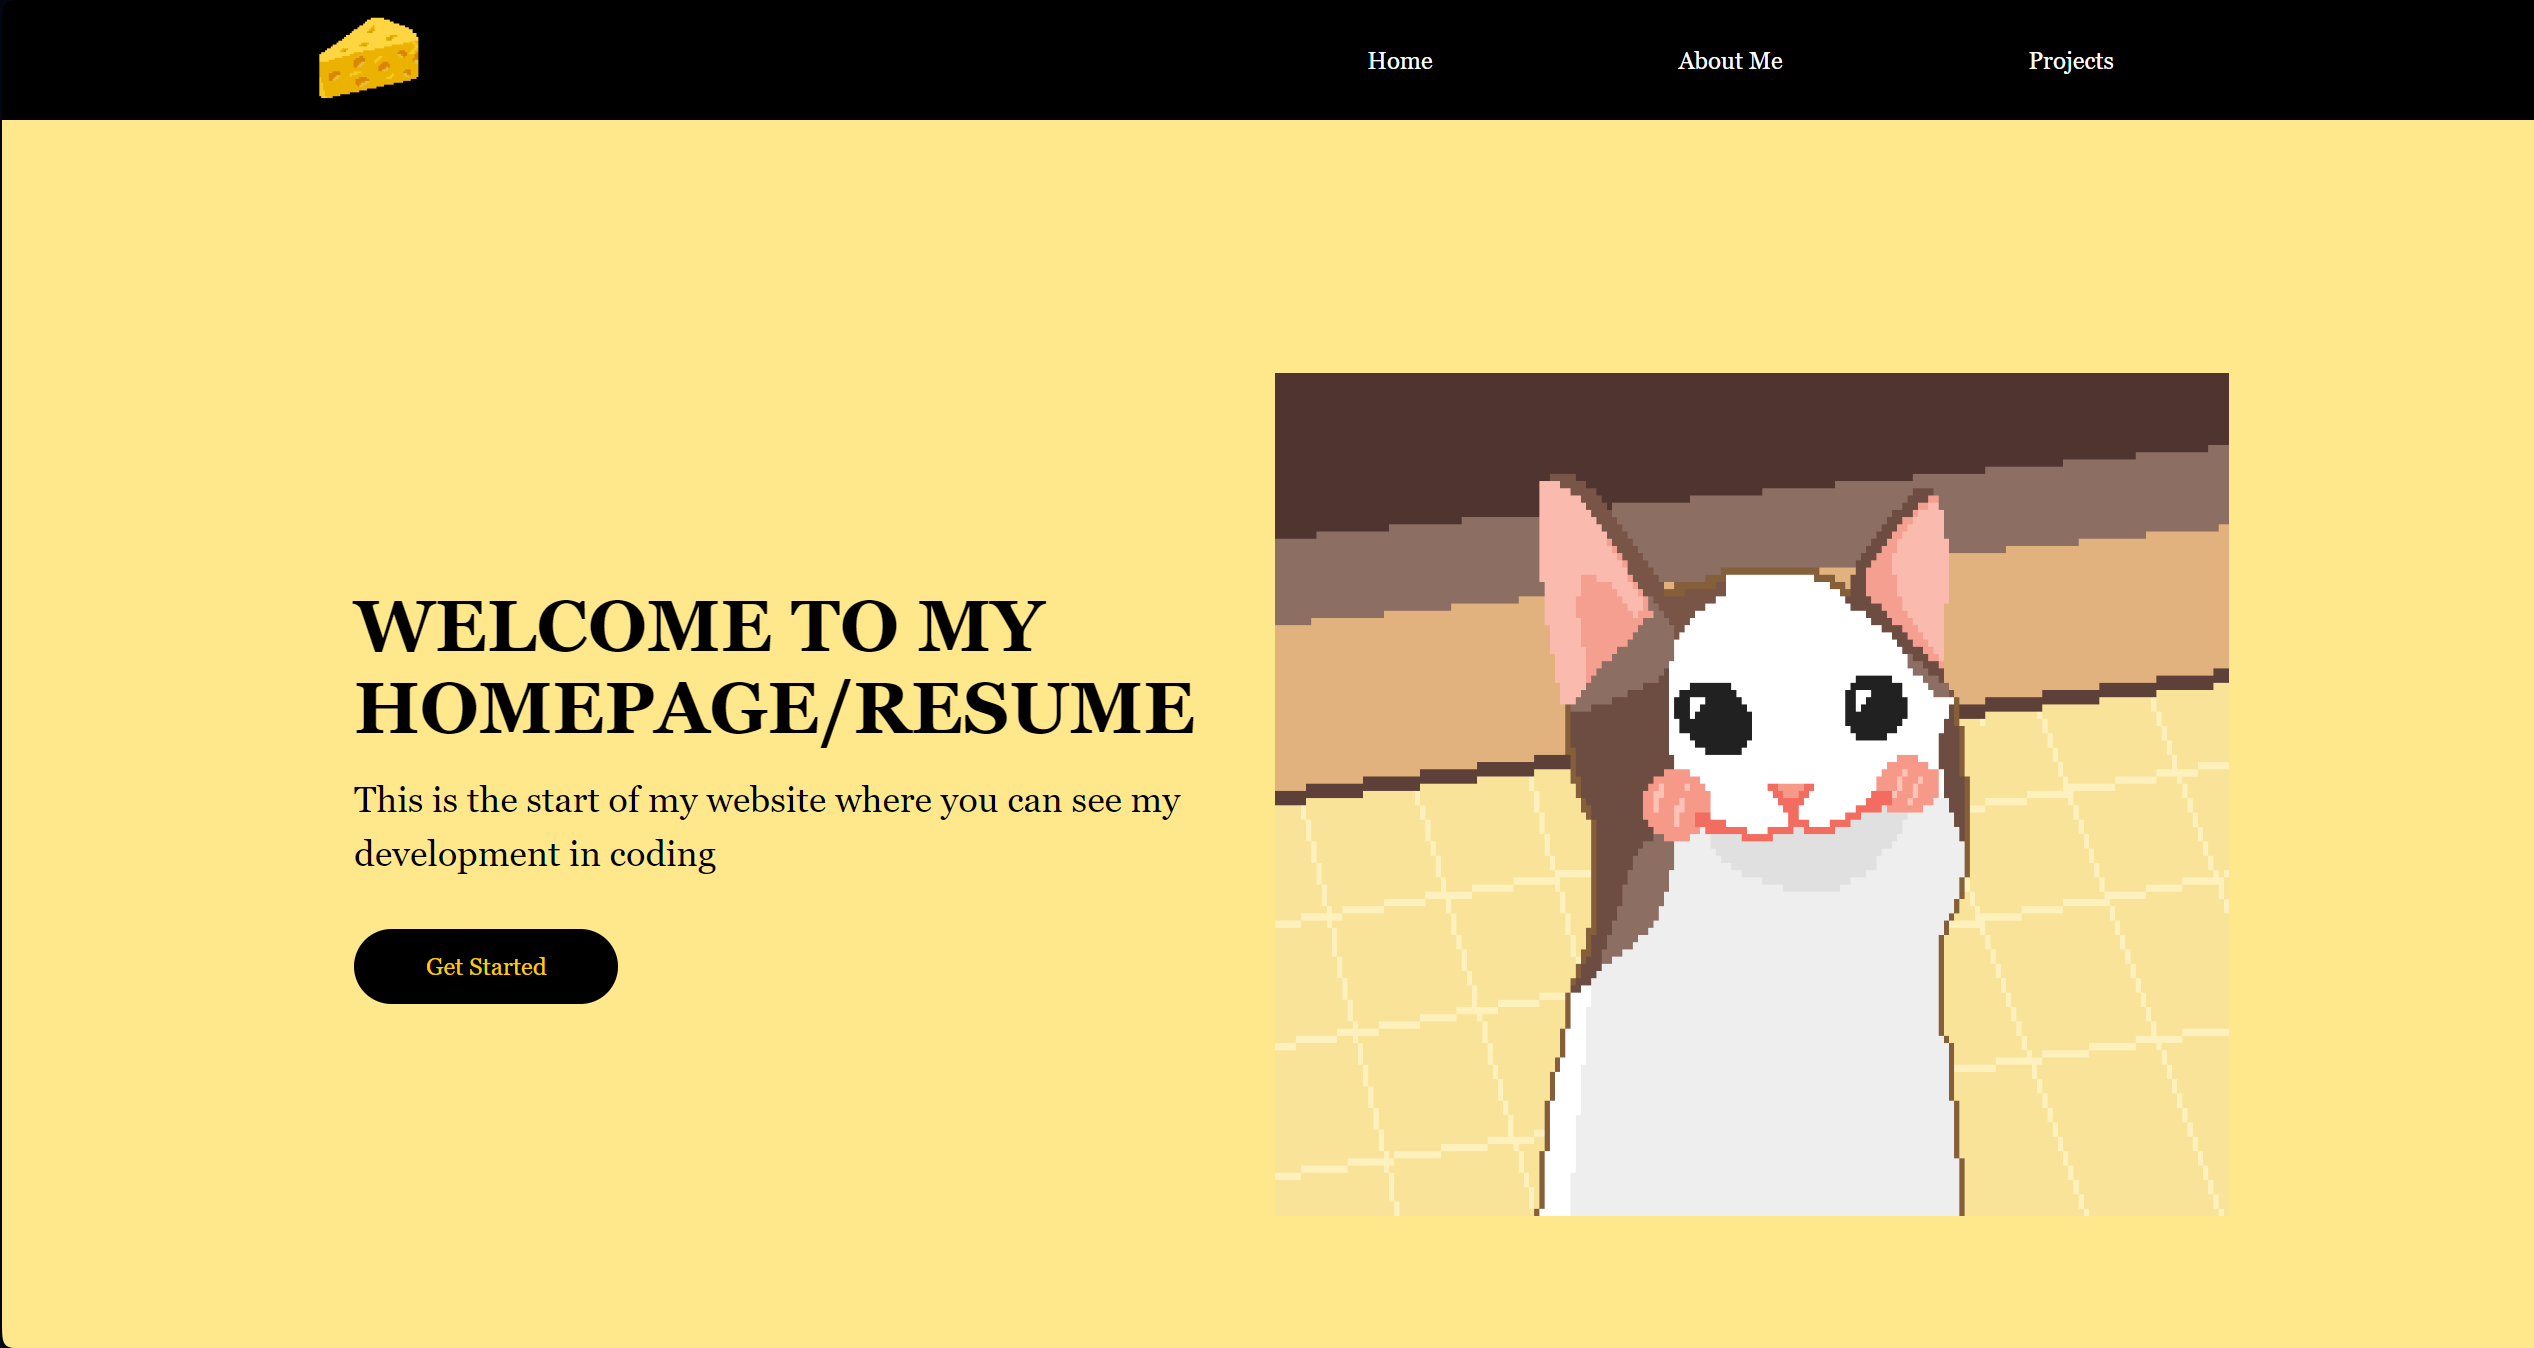 Home
About Me
Projects
WELCOME TO MY
HOMEPAGE/RESUME
This is the start of my website where you can see my
development in coding
Get Started